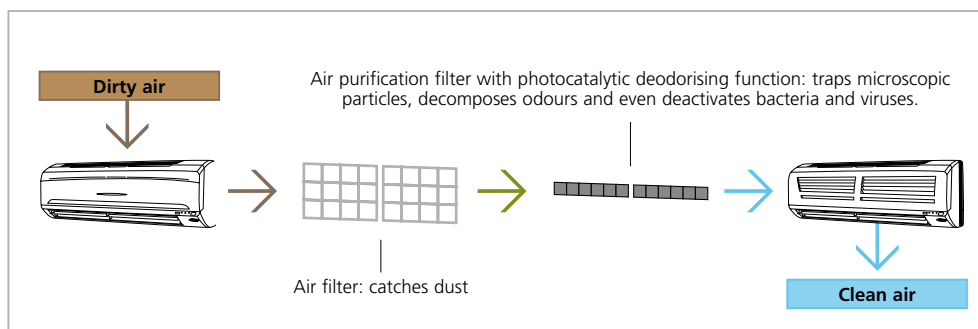 Dirty air
Air purification filter with photocatalytic deodorising function: traps microscopic
particles, decomposes odours and even deactivates bacteria and viruses.
Air filter: catches dust
Clean air